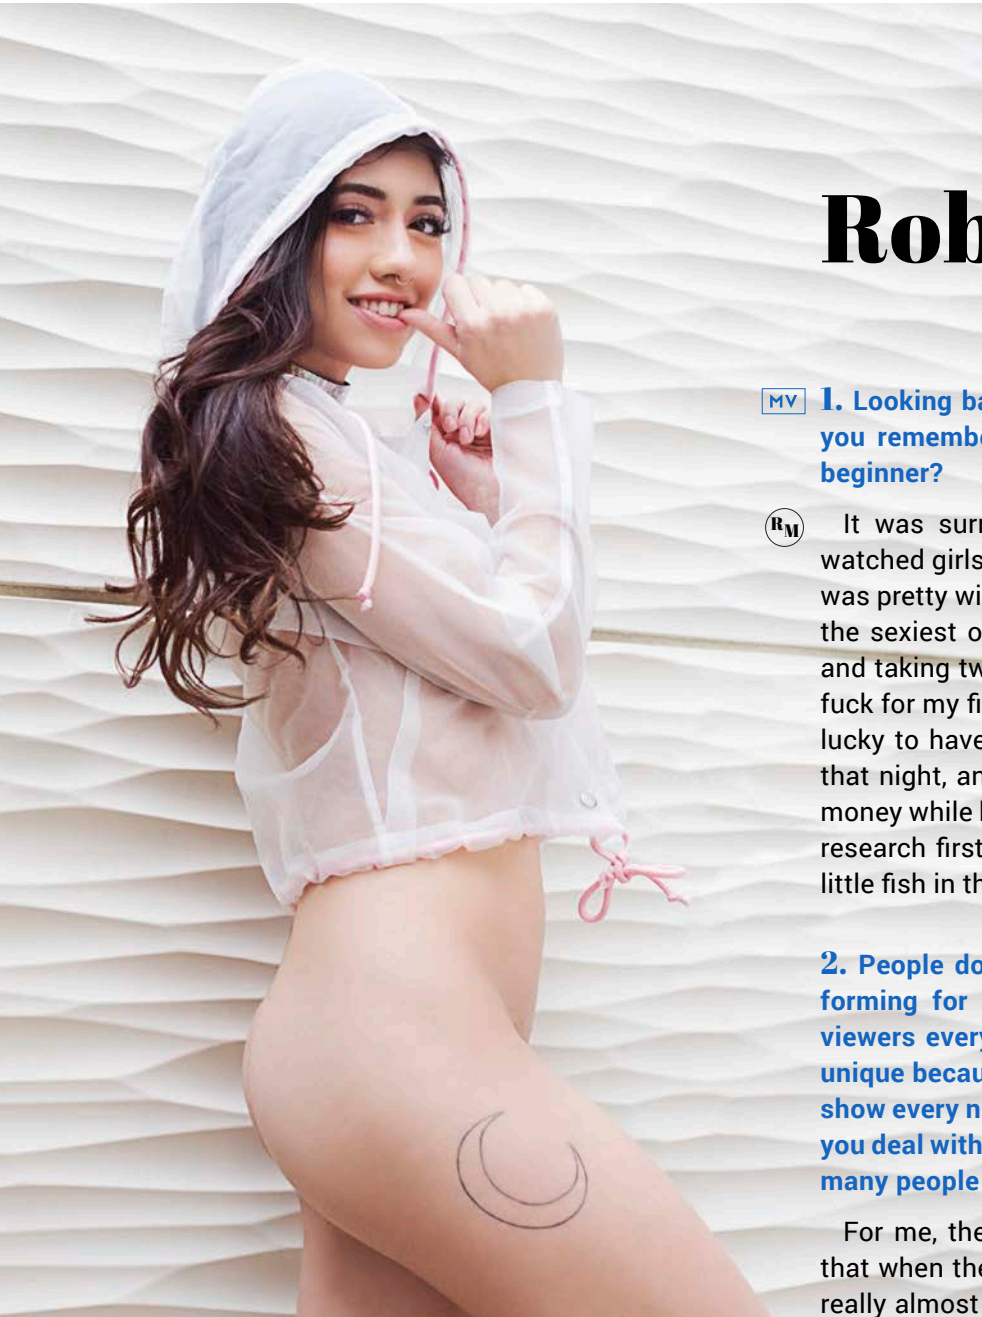 Rob
MV 1. Looking ba
you remembe
beginner?
RM It was surr
watched girls
was pretty wi
the sexiest o
and taking tw
fuck for my fi
lucky to have
that night, an
money while l
research first
little fish in th
2. People do
forming for
viewers every
unique becau
show every n
you deal with
many people
For me, the
that when the
really almost